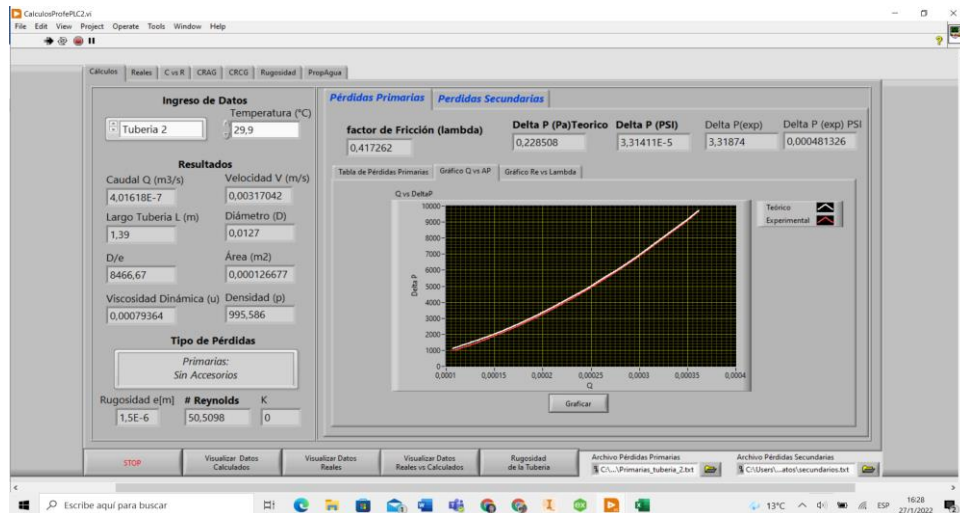 CalculosProfePLC2.vi
File Edit View Project Operate Tools Window Help
Cálculos Reales C vs R CRAG CRCG Rugosidad PropAgua
Ingreso de Datos
Temperatura (°C)
Tuberia 2 29,9
Resultados
Caudal Q (m3/s) Velocidad V (m/s)
4,01618E-7 0,00317042
Largo Tuberia L (m) Diámetro (D)
1,39 0,0127
D/e Área (m2)
8466,67 0,000126677
Viscosidad Dinámica (u) Densidad (p)
0,00079364 995,586
Tipo de Pérdidas
Primarias:
Sin Accesorios
Rugosidad e[m] # Reynolds K
1,5E-6 50,5098 0
Pérdidas Primarias Perdidas Secundarias
factor de Fricción (lambda) Delta P (Pa)Teorico Delta P (PSI) Delta P(exp) Delta P (exp) PSI
0,417262 0,228508 3,31411E-5 3,31874 0,000481326
Tabla de Pérdidas Primarias Gráfico Q vs AP Gráfico Re vs Lambda
Q vs DeltaP
10000
9000
8000
7000
6000
5000
4000
3000
2000
1000
0
Delta P
0,0001 0,00015 0,0002 0,00025 0,0003 0,00035 0,0004
Q
Teórico
Experimental
Graficar
STOP
Visualizar Datos
Calculados
Visualizar Datos
Reales
Visualizar Datos
Reales vs Calculados
Rugosidad
de la Tuberia
Archivo Pérdidas Primarias
C:\...\Primarias_tuberia_2.txt
Archivo Pérdidas Secundarias
C:\Users\...atos\secundarios.txt
Escribe aquí para buscar
13°C ESP 16:28
27/1/2022